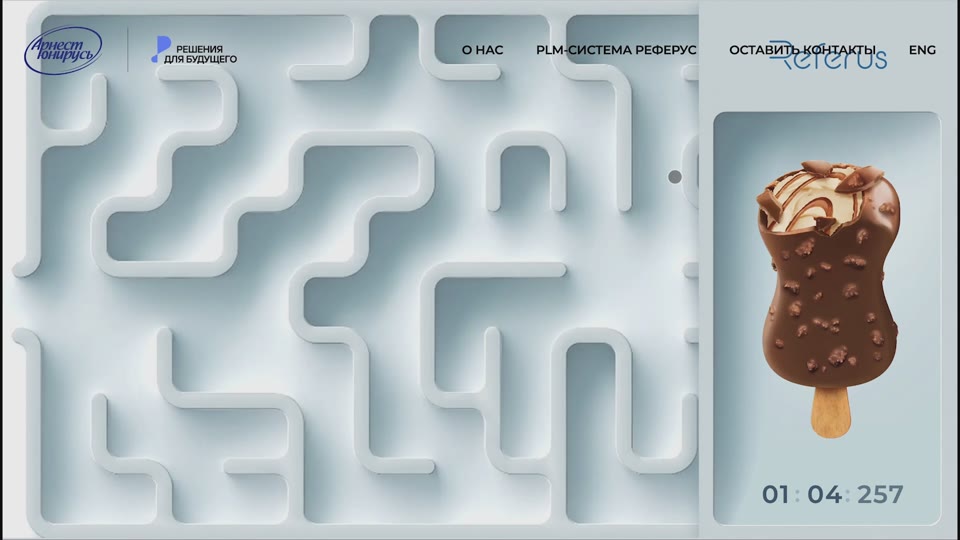 Арнест
Юнирусь
РЕШЕНИЯ
ДЛЯ БУДУЩЕГО
О НАС
PLM-СИСТЕМА РЕФЕРУС
ОСТАВИТЬ КОНТАКТЫ
ENG
Referus
01 : 04 : 257